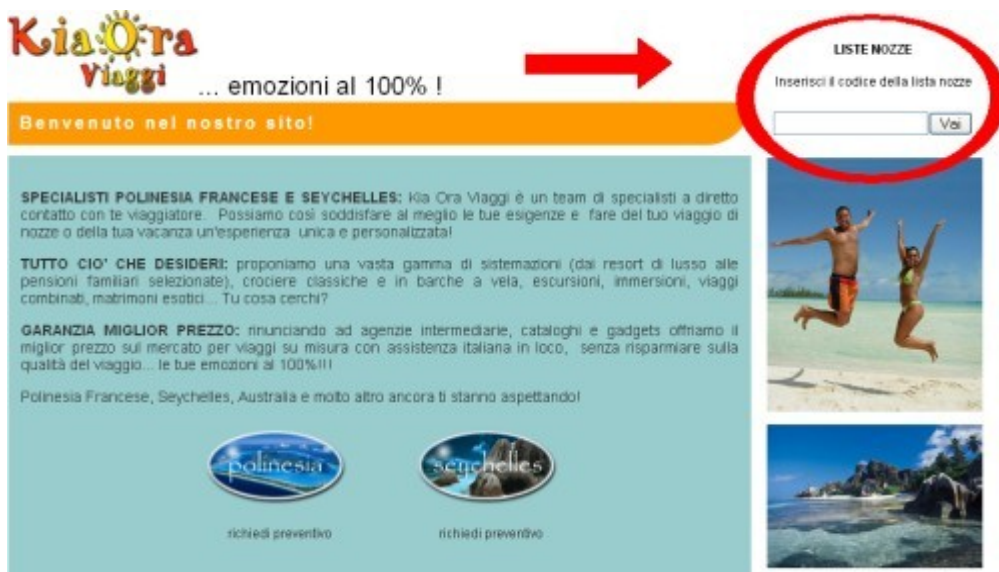 Kia Ora
Viaggi
... emozioni al 100% !
LISTE NOZZE
Inserisci il codice della lista nozze
Vai
Benvenuto nel nostro sito!
SPECIALISTI POLINESIA FRANCESE E SEYCHELLES: Kia Ora Viaggi è un team di specialisti a diretto
contatto con te viaggiatore. Possiamo così soddisfare al meglio le tue esigenze e fare del tuo viaggio di
nozze o della tua vacanza un'esperienza unica e personalizzata!
TUTTO CIO' CHE DESIDERI: proponiamo una vasta gamma di sistemazioni (dai resort di lusso alle
pensioni familiari selezionate), crociere classiche e in barche a vela, escursioni, immersioni, viaggi
combinati, matrimoni esotici... Tu cosa cerchi?
GARANZIA MIGLIOR PREZZO: rinunciando ad agenzie intermediarie, cataloghi e gadgets offriamo il
miglior prezzo sul mercato per viaggi su misura con assistenza italiana in loco, senza risparmiare sulla
qualità del viaggio... le tue emozioni al 100%!!!
Polinesia Francese, Seychelles, Australia e molto altro ancora ti stanno aspettando!
polinesia
seychelles
richiedi preventivo
richiedi preventivo